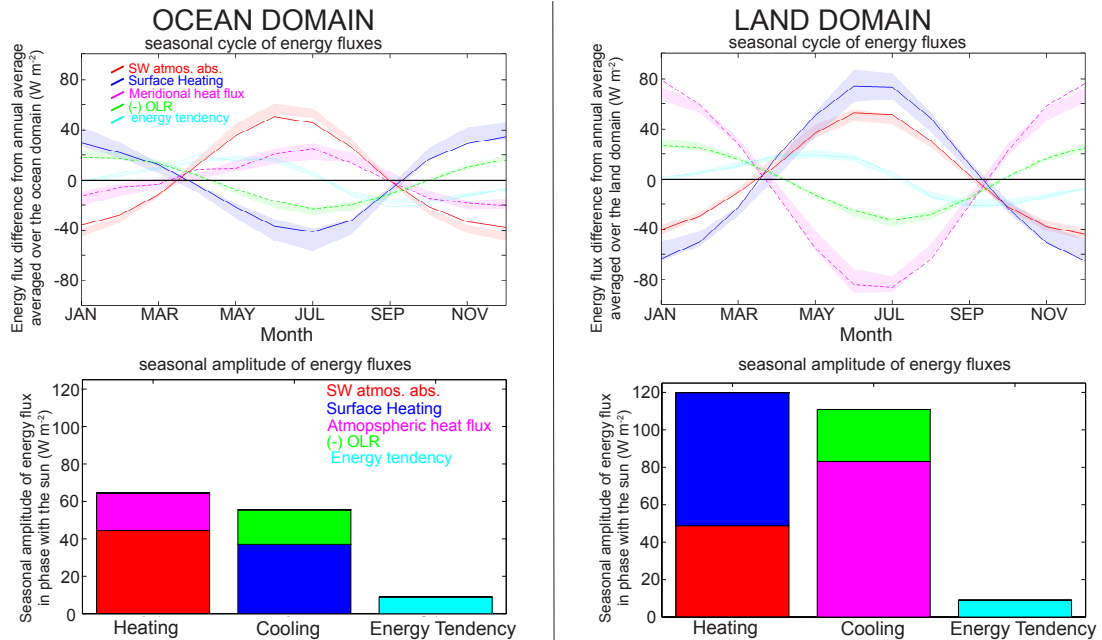 OCEAN DOMAIN
seasonal cycle of energy fluxes
Energy flux difference from annual average
averaged over the ocean domain (W m-2)
80
40
0
-40
-80
SW atmos. abs.
Surface Heating
Meridional heat flux
(-) OLR
energy tendency
JAN
MAR
MAY
JUL
SEP
NOV
Month
LAND DOMAIN
seasonal cycle of energy fluxes
Energy flux difference from annual average
averaged over the land domain (W m-2)
80
40
0
-40
-80
JAN
MAR
MAY
JUL
SEP
NOV
Month
seasonal amplitude of energy fluxes
Seasonal amplitude of energy flux
in phase with the sun (W m-2)
120
100
80
60
40
20
0
SW atmos. abs.
Surface Heating
Atmopspheric heat flux
(-) OLR
Energy tendency
Heating
Cooling
Energy Tendency
seasonal amplitude of energy fluxes
Seasonal amplitude of energy flux
in phase with the sun (W m-2)
120
100
80
60
40
20
0
Heating
Cooling
Energy Tendency